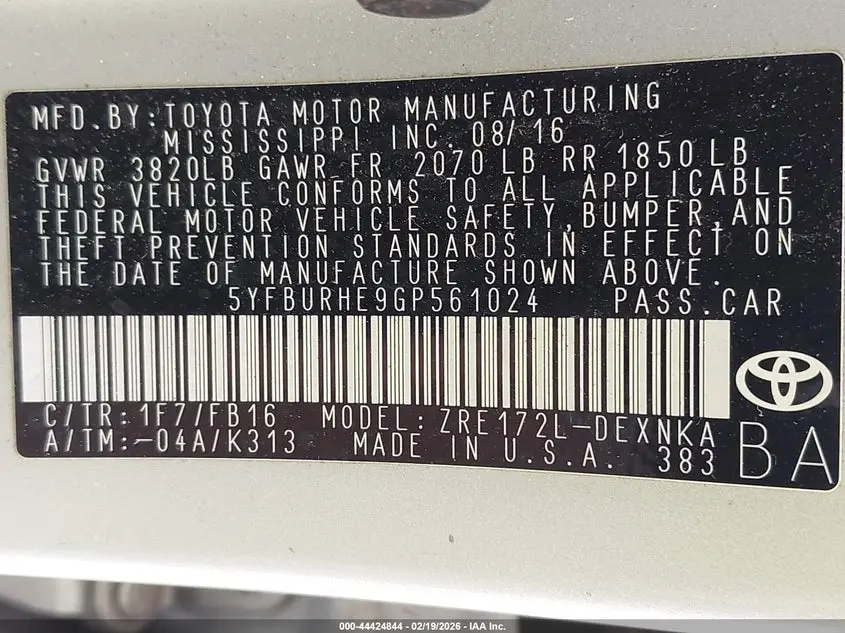 MFD.BY:TOYOTA MOTOR MANUFACTURING
MISSISSIPPI INC. 08/16
GVWR 3820LB GAWR FR 2070 LB RR 1850 LB
THIS VEHICLE CONFORMS TO ALL APPLICABLE
FEDERAL MOTOR VEHICLE SAFETY,BUMPER,AND
THEFT PREVENTION STANDARDS IN EFFECT ON
THE DATE OF MANUFACTURE SHOWN ABOVE.
5YFBURHE9GP561024 PASS.CAR
C/TR:1F7/FB16 MODEL:ZRE172L-DEXNKA
A/TM:-04A/K313 MADE IN U.S.A. 383
BA
000-44424844 - 02/19/2026 - IAA Inc.